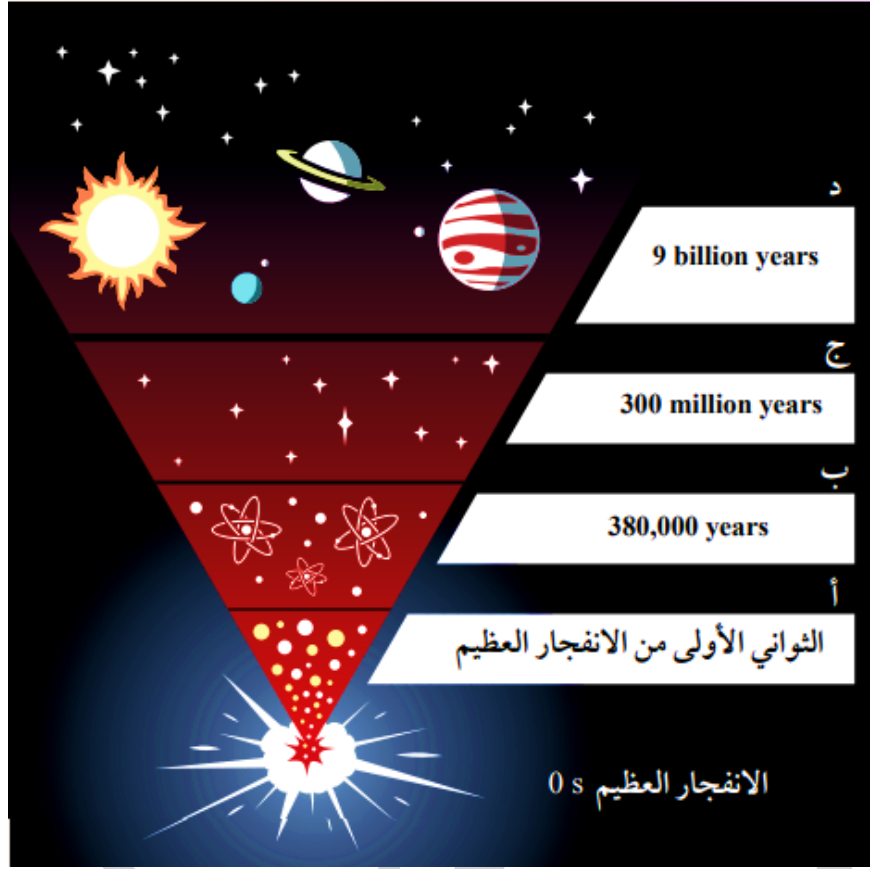 د
9 billion years
ج
300 million years
ب
380,000 years
أ
الثواني الأولى من الانفجار العظيم
الانفجار العظيم 0 s